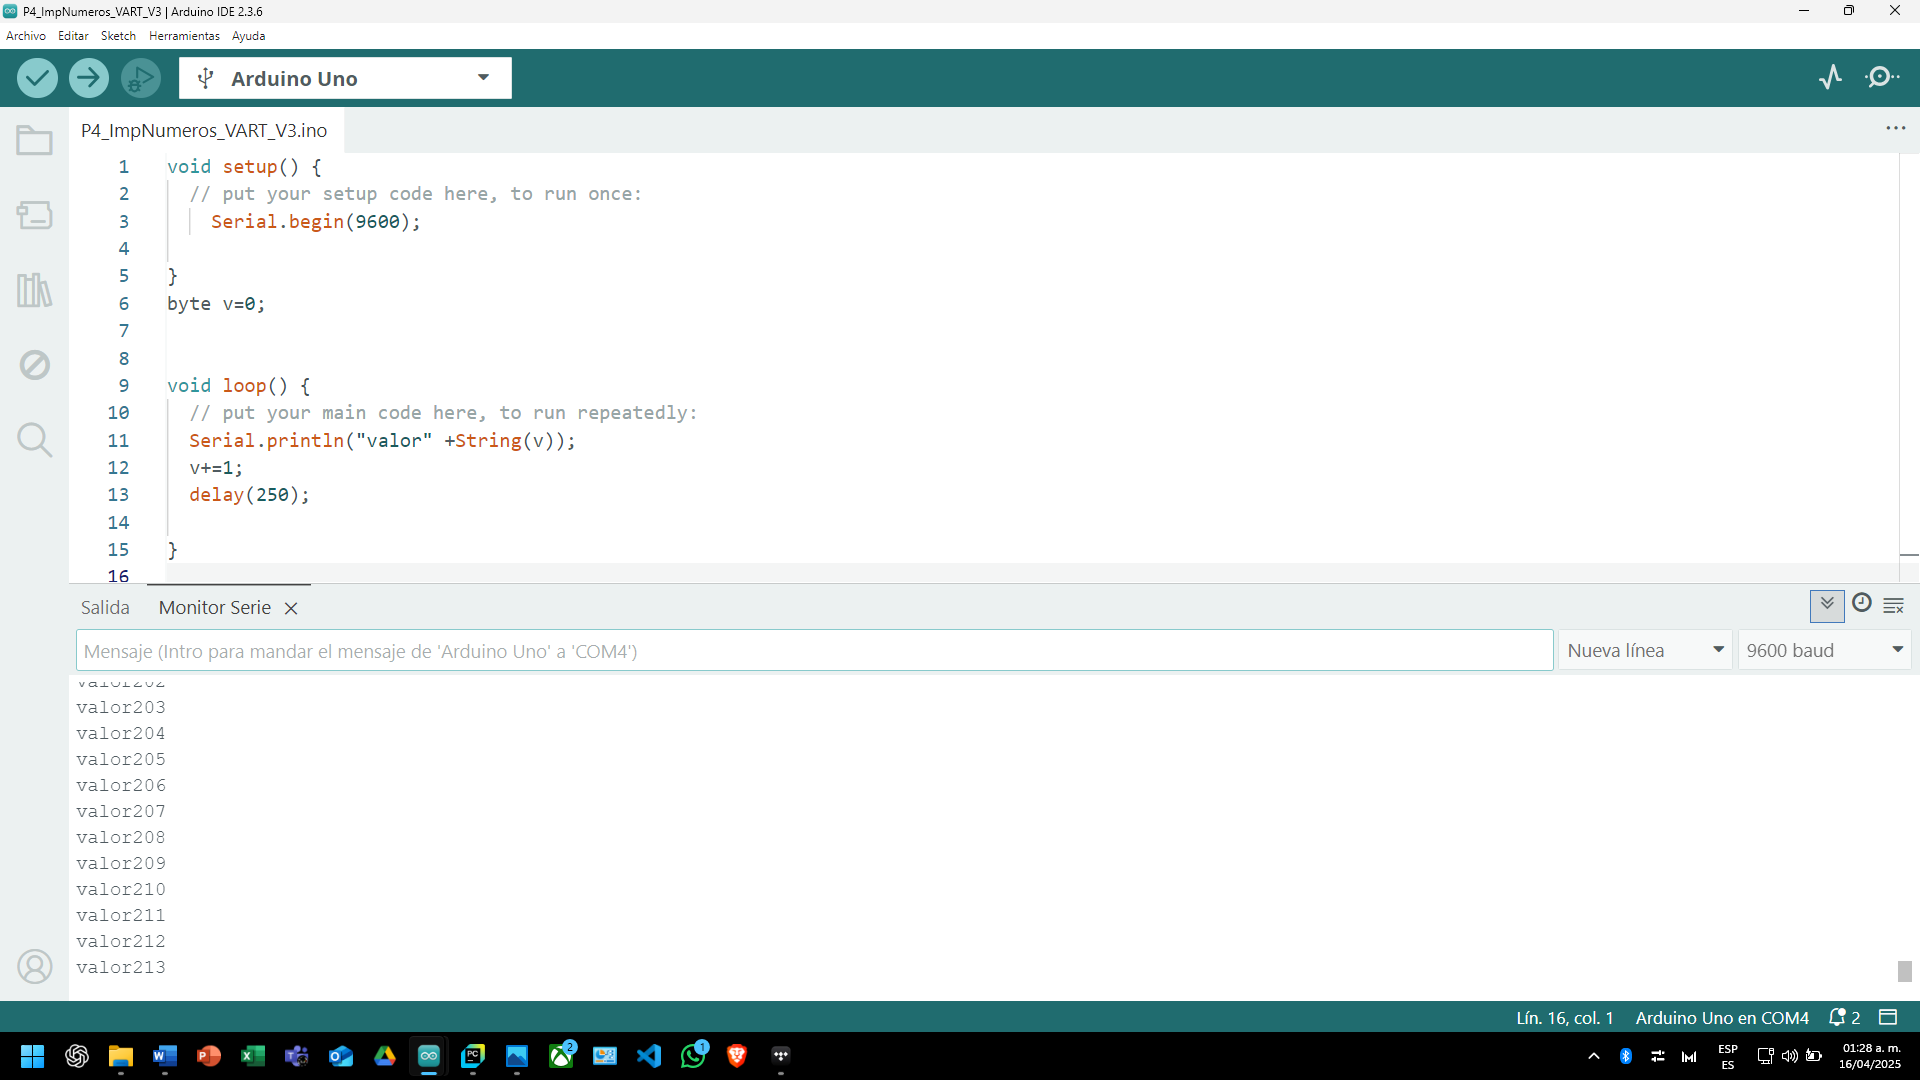 P4_ImpNumeros_VART_V3 | Arduino IDE 2.3.6
Archivo Editar Sketch Herramientas Ayuda
Arduino Uno
P4_ImpNumeros_VART_V3.ino
1 void setup() {
2 // put your setup code here, to run once:
3 Serial.begin(9600);
4
5 }
6 byte v=0;
7
8
9 void loop() {
10 // put your main code here, to run repeatedly:
11 Serial.println("valor" +String(v));
12 v+=1;
13 delay(250);
14
15 }
16
Salida Monitor Serie
Mensaje (Intro para mandar el mensaje de 'Arduino Uno' a 'COM4') Nueva línea 9600 baud
valor202
valor203
valor204
valor205
valor206
valor207
valor208
valor209
valor210
valor211
valor212
valor213
Lín. 16, col. 1 Arduino Uno en COM4 2
2 1 ESP ES 01:28 a. m. 16/04/2025